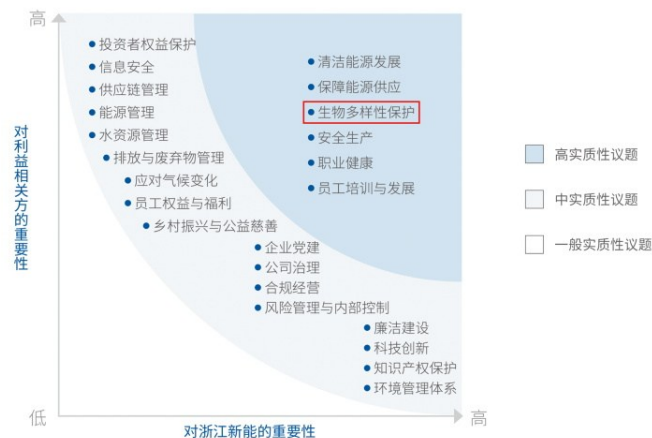 高
投资者权益保护
信息安全
供应链管理
能源管理
水资源管理
排放与废弃物管理
应对气候变化
员工权益与福利
乡村振兴与公益慈善
企业党建
公司治理
合规经营
风险管理与内部控制
廉洁建设
科技创新
知识产权保护
环境管理体系
清洁能源发展
保障能源供应
生物多样性保护
安全生产
职业健康
员工培训与发展
对利益相关方的重要性
低
对浙江新能的重要性
高
高实质性议题
中实质性议题
一般实质性议题